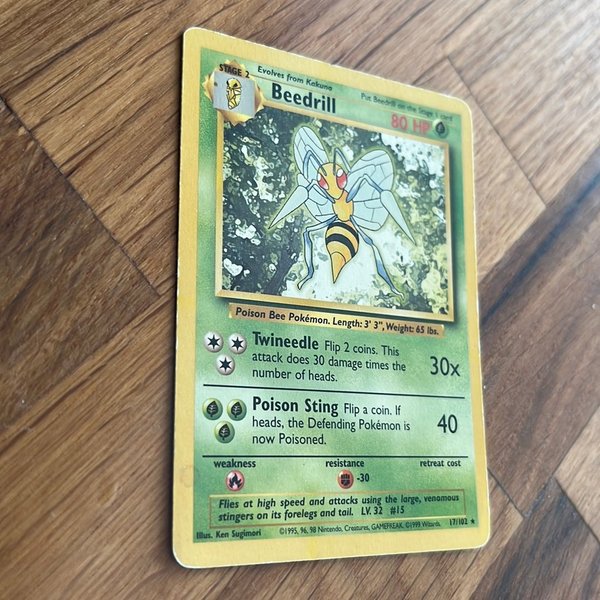 STAGE 2
Evolves from Kakuna
Put Beedrill on the Stage 1 card
Beedrill
80 HP
Poison Bee Pokémon. Length: 3' 3", Weight: 65 lbs.
Twineedle Flip 2 coins. This
attack does 30 damage times the
number of heads.
30x
Poison Sting Flip a coin. If
heads, the Defending Pokémon is
now Poisoned.
40
weakness
resistance
retreat cost
-30
Flies at high speed and attacks using the large, venomous
stingers on its forelegs and tail. LV. 32 #15
Illus. Ken Sugimori
©1995, 96, 98 Nintendo, Creatures, GAMEFREAK. ©1999 Wizards.
17/102 ★